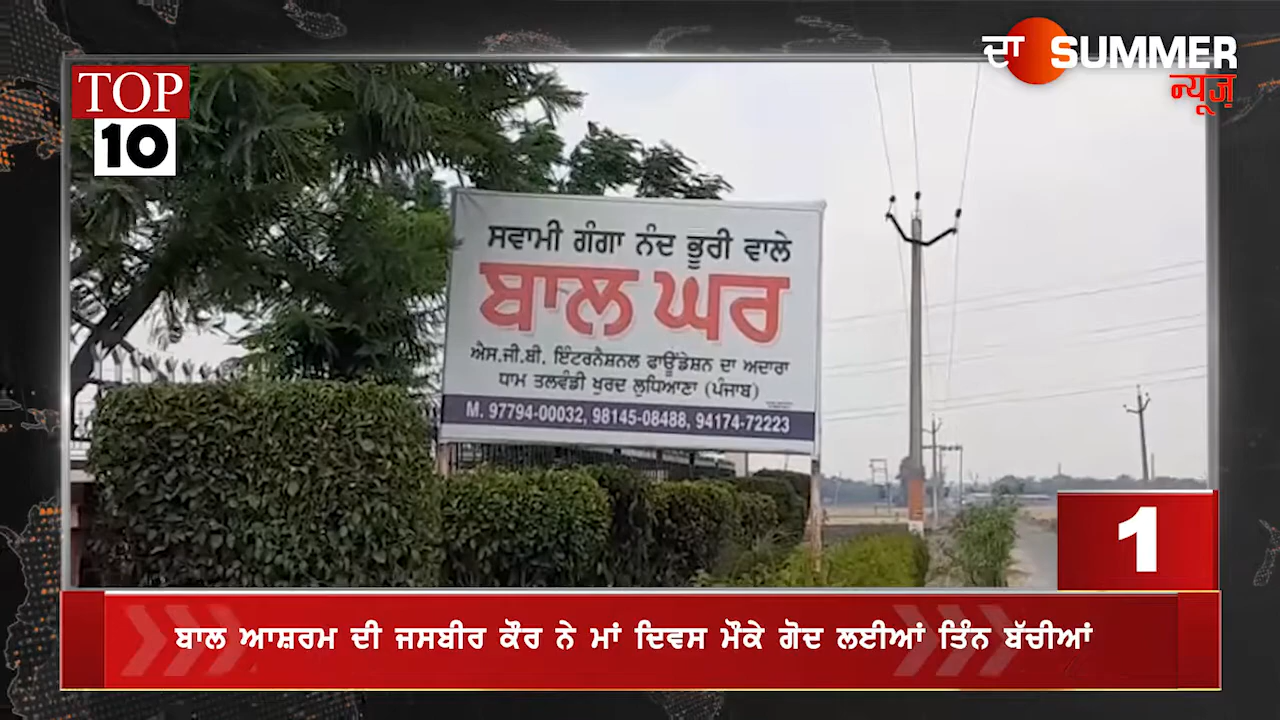 TOP
10
ਦਾ SUMMER
ਨਿਊਜ਼
ਸਵਾਮੀ ਗੰਗਾ ਨੰਦ ਭੂਰੀ ਵਾਲੇ
ਬਾਲ ਘਰ
ਐਸ.ਜੀ.ਬੀ. ਇੰਟਰਨੈਸ਼ਨਲ ਫਾਊਂਡੇਸ਼ਨ ਦਾ ਅਦਾਰਾ
ਧਾਮ ਤਲਵੰਡੀ ਖੁਰਦ ਲੁਧਿਆਣਾ (ਪੰਜਾਬ)
M. 97794-00032, 98145-08488, 94174-72223
1
ਬਾਲ ਆਸ਼ਰਮ ਦੀ ਜਸਬੀਰ ਕੌਰ ਨੇ ਮਾਂ ਦਿਵਸ ਮੌਕੇ ਗੋਦ ਲਈਆਂ ਤਿੰਨ ਬੱਚੀਆਂ